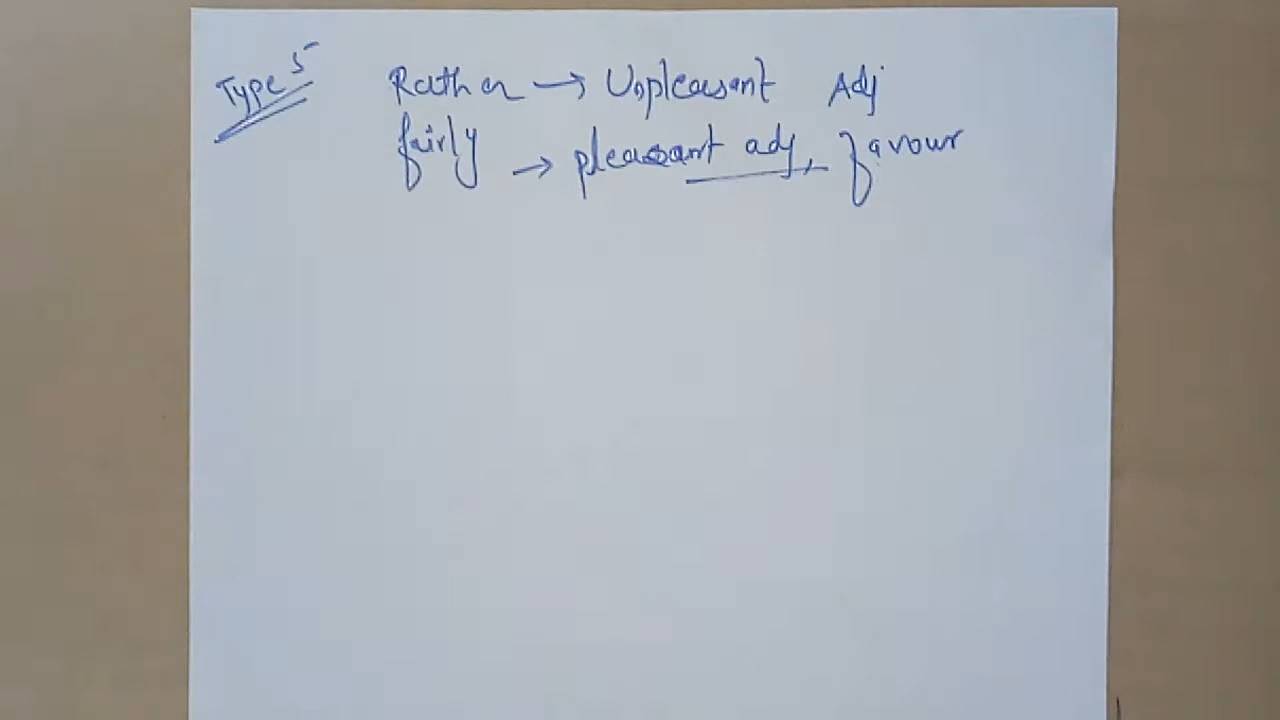 Type 5
Rather → Unpleasant Adj
fairly → pleasant adj, favour